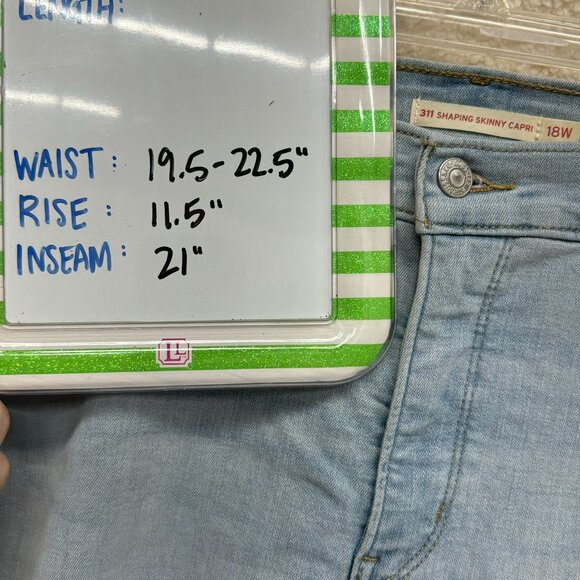 LENGTH:
WAIST: 19.5-22.5"
RISE: 11.5"
INSEAM: 21"
311 SHAPING SKINNY CAPRI 18W